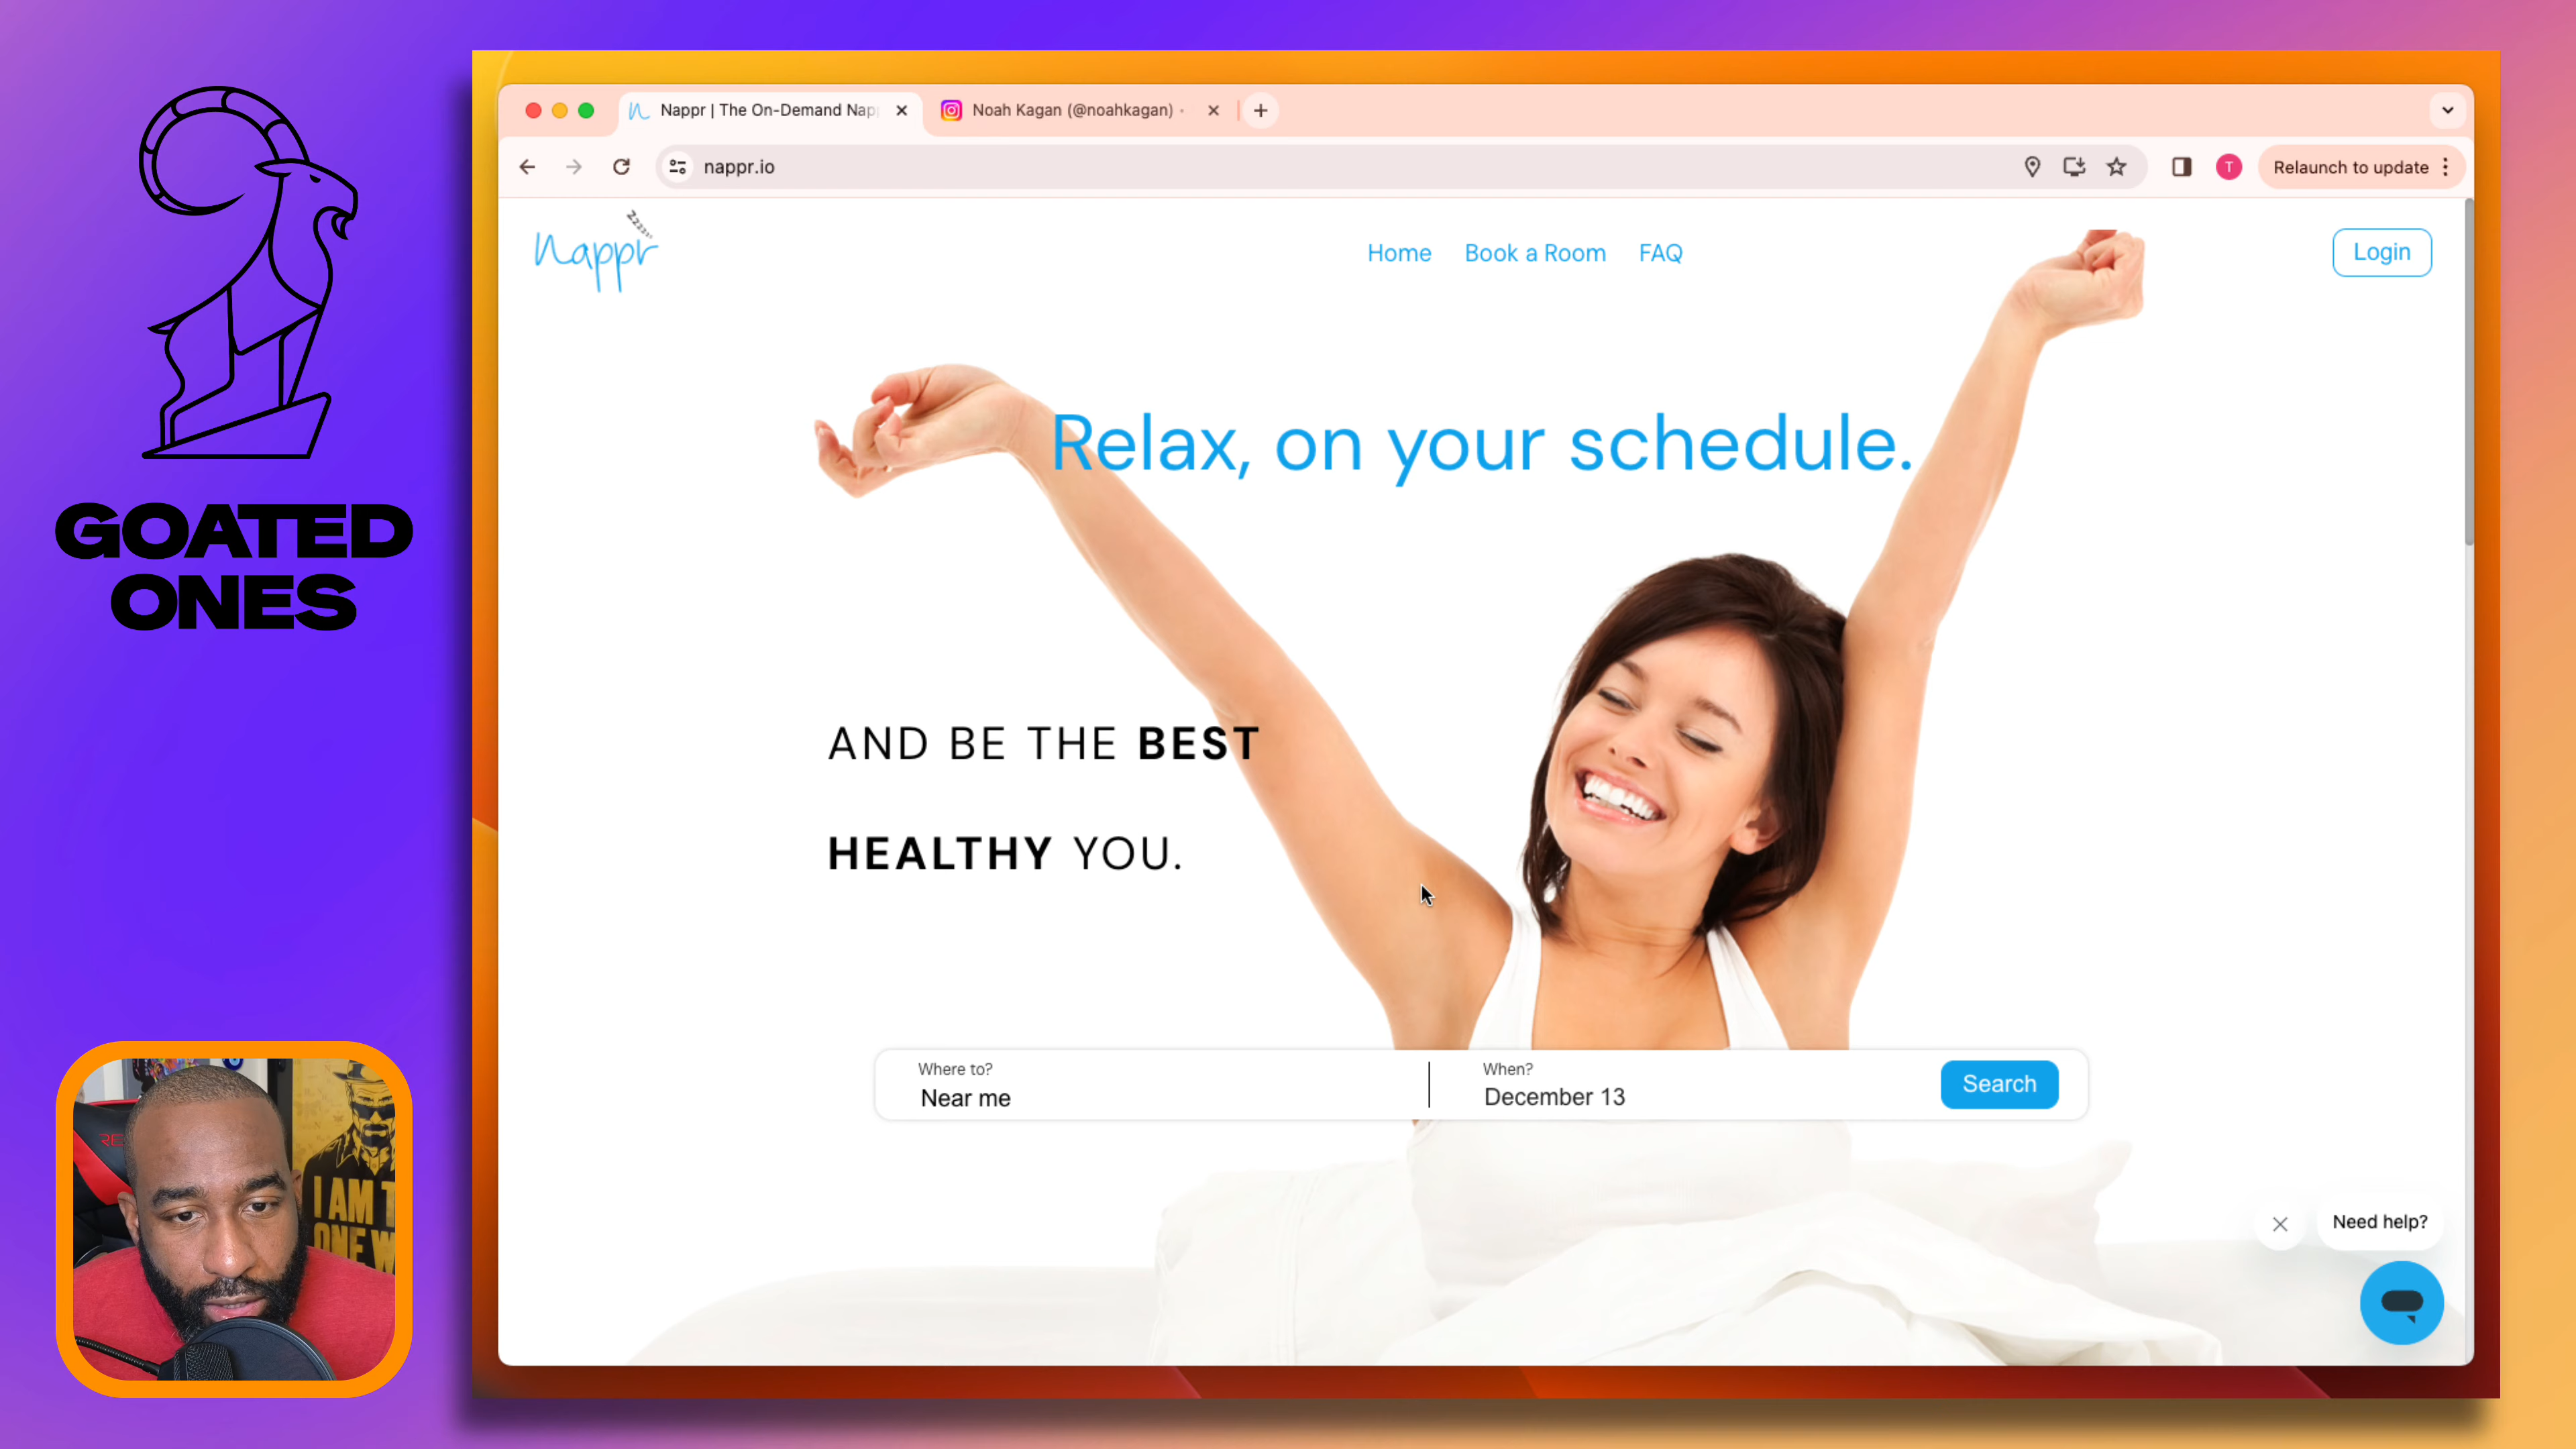 GOATED
ONES
Nappr | The On-Demand Nap
Noah Kagan (@noahkagan) •
nappr.io
T
Relaunch to update
zzzzz
Nappr
Home
Book a Room
FAQ
Login
Relax, on your schedule.
AND BE THE BEST
HEALTHY YOU.
Where to?
Near me
When?
December 13
Search
Need help?
I AM T
ONE W